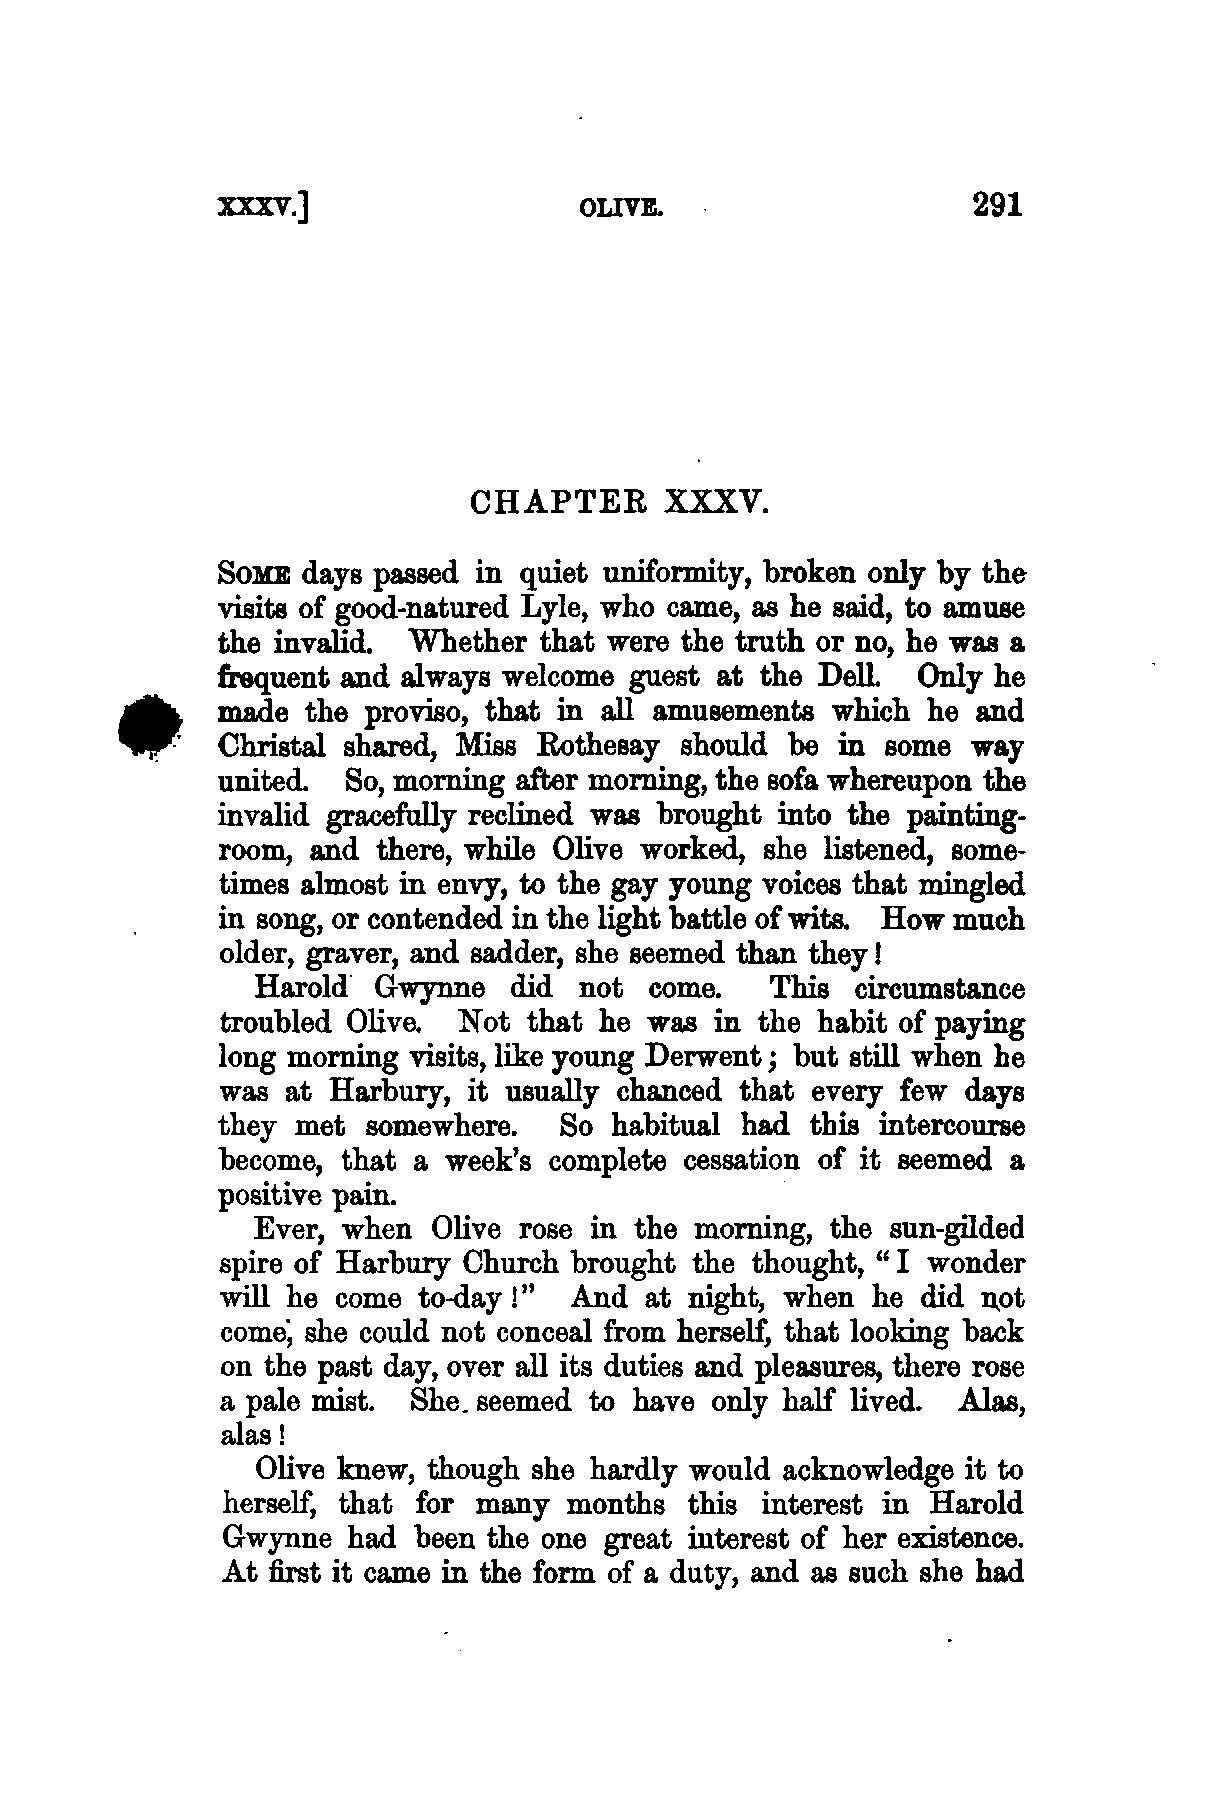 XXXV.] OLIVE. 291
CHAPTER XXXV.
SOME days passed in quiet uniformity, broken only by the
visits of good-natured Lyle, who came, as he said, to amuse
the invalid. Whether that were the truth or no, he was a
frequent and always welcome guest at the Dell. Only he
made the proviso, that in all amusements which he and
Christal shared, Miss Rothesay should be in some way
united. So, morning after morning, the sofa whereupon the
invalid gracefully reclined was brought into the painting-
room, and there, while Olive worked, she listened, some-
times almost in envy, to the gay young voices that mingled
in song, or contended in the light battle of wits. How much
older, graver, and sadder, she seemed than they!
Harold Gwynne did not come. This circumstance
troubled Olive. Not that he was in the habit of paying
long morning visits, like young Derwent; but still when he
was at Harbury, it usually chanced that every few days
they met somewhere. So habitual had this intercourse
become, that a week's complete cessation of it seemed a
positive pain.
Ever, when Olive rose in the morning, the sun-gilded
spire of Harbury Church brought the thought, "I wonder
will he come to-day!" And at night, when he did not
come, she could not conceal from herself, that looking back
on the past day, over all its duties and pleasures, there rose
a pale mist. She seemed to have only half lived. Alas,
alas!
Olive knew, though she hardly would acknowledge it to
herself, that for many months this interest in Harold
Gwynne had been the one great interest of her existence.
At first it came in the form of a duty, and as such she had